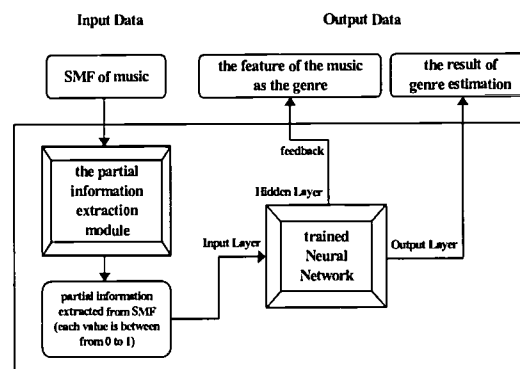 Input Data
Output Data
SMF of music
the feature of the music
as the genre
the result of
genre estimation
feedback
Hidden Layer
the partial
information
extraction
module
Input Layer
trained
Neural
Network
Output Layer
partial information
extracted from SMF
(each value is between
from 0 to 1)